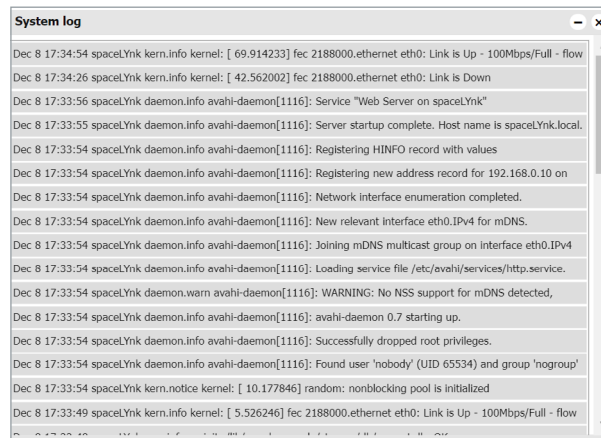 System log
Dec 8 17:34:54 spaceLYnk kern.info kernel: [ 69.914233] fec 2188000.ethernet eth0: Link is Up - 100Mbps/Full - flow
Dec 8 17:34:26 spaceLYnk kern.info kernel: [ 42.562002] fec 2188000.ethernet eth0: Link is Down
Dec 8 17:33:56 spaceLYnk daemon.info avahi-daemon[1116]: Service "Web Server on spaceLYnk"
Dec 8 17:33:55 spaceLYnk daemon.info avahi-daemon[1116]: Server startup complete. Host name is spaceLYnk.local.
Dec 8 17:33:54 spaceLYnk daemon.info avahi-daemon[1116]: Registering HINFO record with values
Dec 8 17:33:54 spaceLYnk daemon.info avahi-daemon[1116]: Registering new address record for 192.168.0.10 on
Dec 8 17:33:54 spaceLYnk daemon.info avahi-daemon[1116]: Network interface enumeration completed.
Dec 8 17:33:54 spaceLYnk daemon.info avahi-daemon[1116]: New relevant interface eth0.IPv4 for mDNS.
Dec 8 17:33:54 spaceLYnk daemon.info avahi-daemon[1116]: Joining mDNS multicast group on interface eth0.IPv4
Dec 8 17:33:54 spaceLYnk daemon.info avahi-daemon[1116]: Loading service file /etc/avahi/services/http.service.
Dec 8 17:33:54 spaceLYnk daemon.warn avahi-daemon[1116]: WARNING: No NSS support for mDNS detected,
Dec 8 17:33:54 spaceLYnk daemon.info avahi-daemon[1116]: avahi-daemon 0.7 starting up.
Dec 8 17:33:54 spaceLYnk daemon.info avahi-daemon[1116]: Successfully dropped root privileges.
Dec 8 17:33:54 spaceLYnk daemon.info avahi-daemon[1116]: Found user 'nobody' (UID 65534) and group 'nogroup'
Dec 8 17:33:54 spaceLYnk kern.notice kernel: [ 10.177846] random: nonblocking pool is initialized
Dec 8 17:33:49 spaceLYnk kern.info kernel: [ 5.526246] fec 2188000.ethernet eth0: Link is Up - 100Mbps/Full - flow